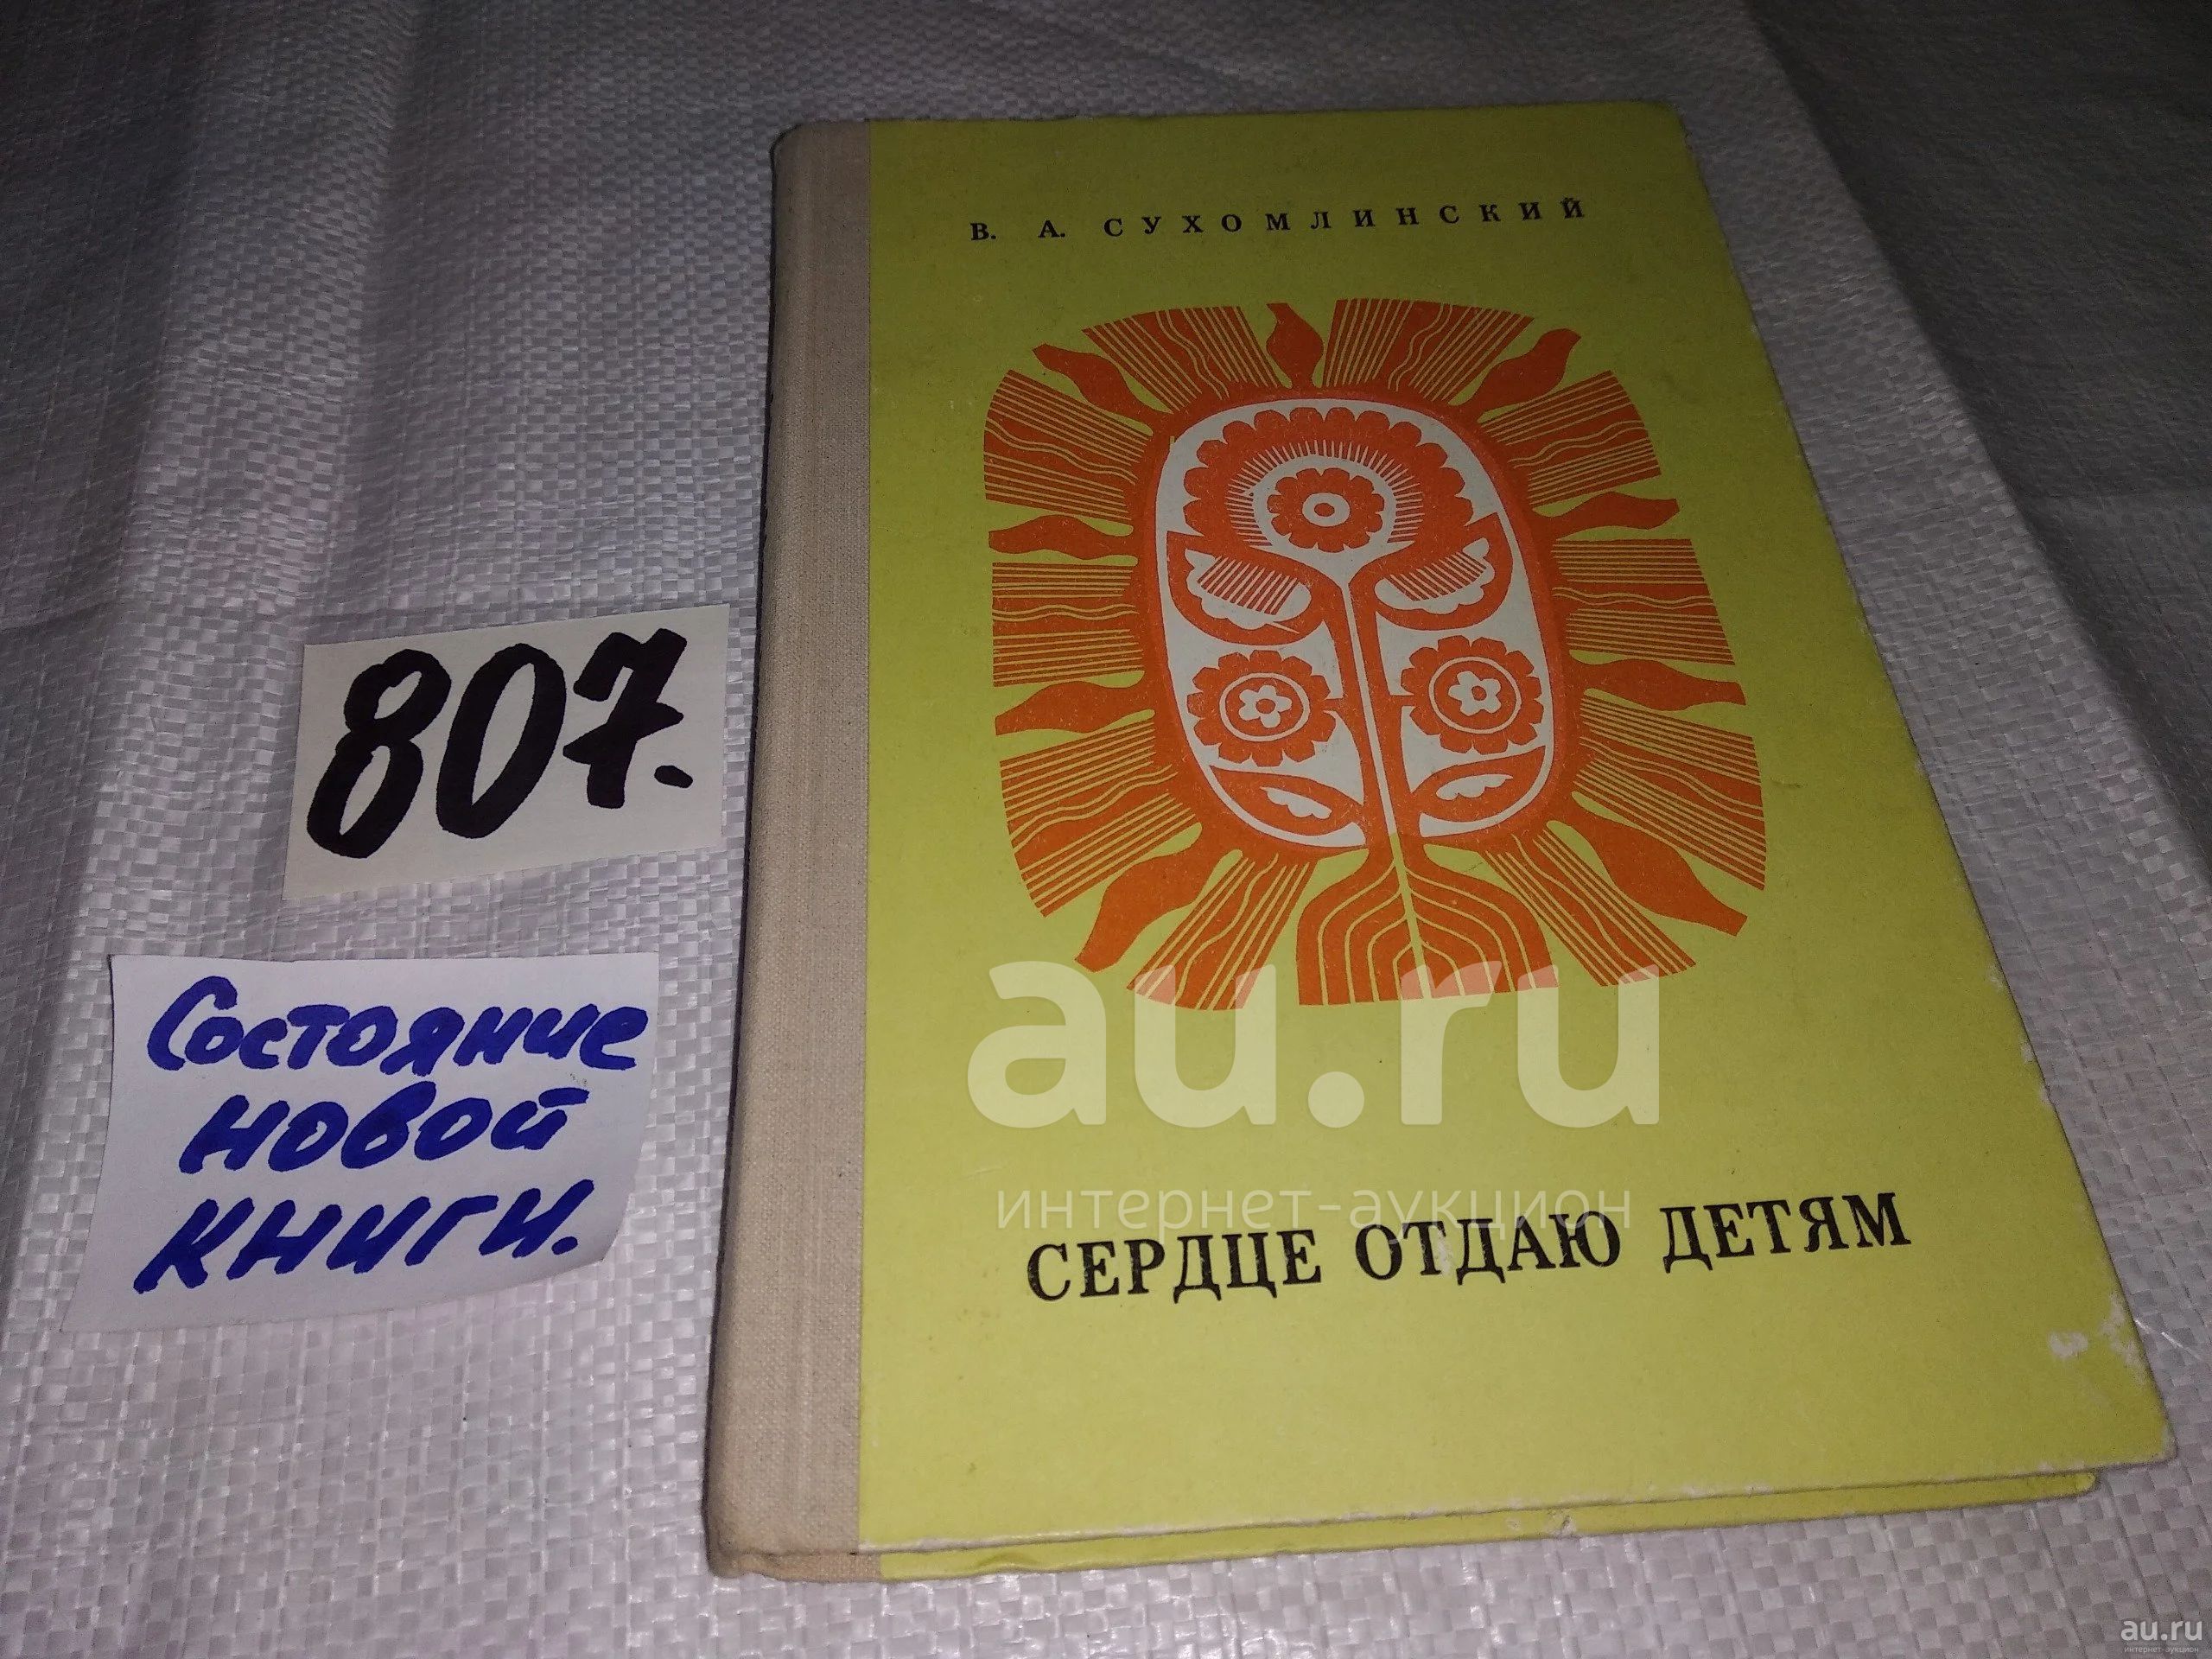 В. А. СУХОМЛИНСКИЙ
807.
Состояние
новой
книги.
au.ru
интернет-аукцион
СЕРДЦЕ ОТДАЮ ДЕТЯМ
au.ru
интернет-аукцион